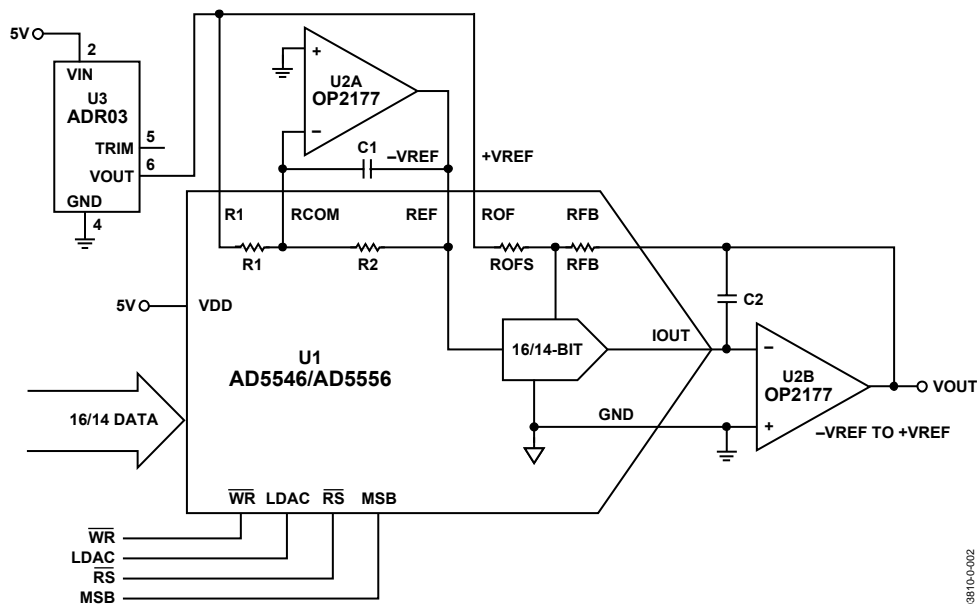 5V
2
VIN
U3
ADR03
TRIM
5
VOUT
6
GND
4
+
U2A
OP2177
–
C1
–VREF
+VREF
R1
RCOM
REF
ROF
RFB
R1
R2
ROFS
RFB
5V
VDD
C2
U1
AD5546/AD5556
16/14-BIT
IOUT
–
U2B
OP2177
+
VOUT
16/14 DATA
GND
–VREF TO +VREF
WR
LDAC
RS
MSB
WR
LDAC
RS
MSB
03810-0-002